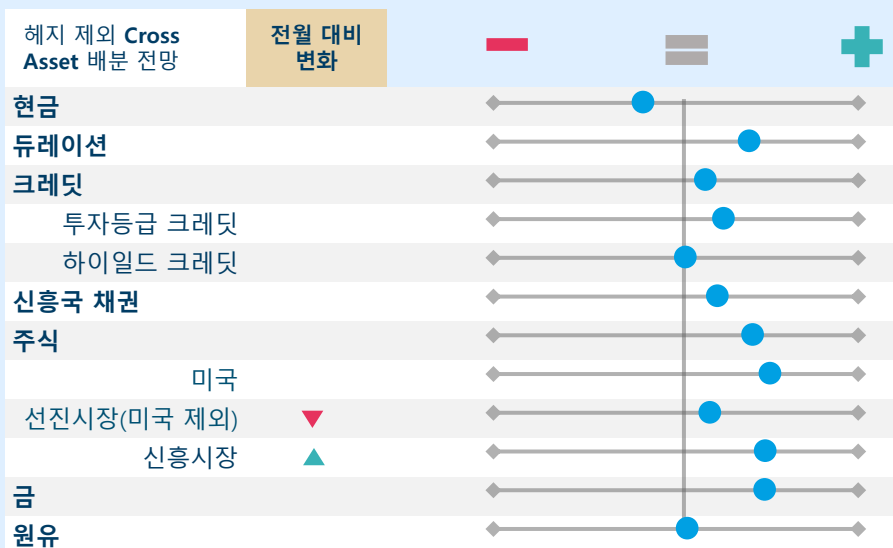 헤지 제외 Cross
Asset 배분 전망
전월 대비
변화
현금
듀레이션
크레딧
투자등급 크레딧
하이일드 크레딧
신흥국 채권
주식
미국
선진시장(미국 제외)
신흥시장
금
원유